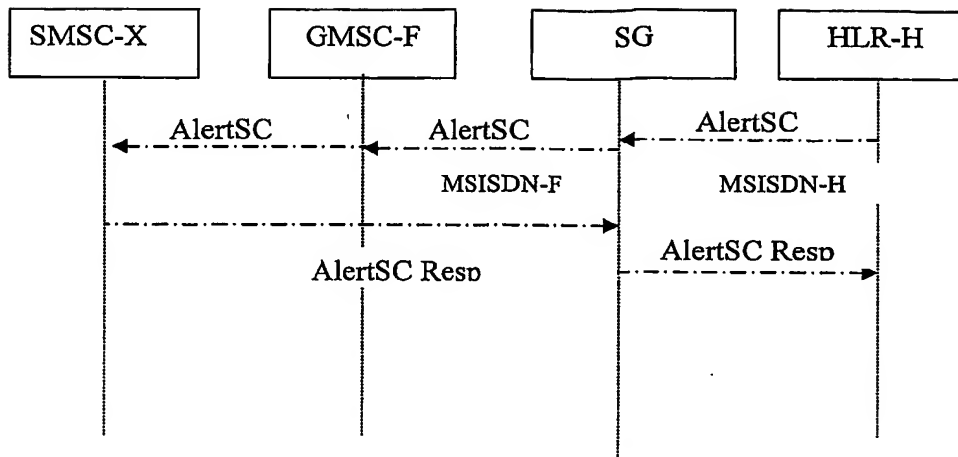 SMSC-X GMSC-F SG HLR-H
AlertSC AlertSC AlertSC
MSISDN-F MSISDN-H
AlertSC Resp
AlertSC Resp